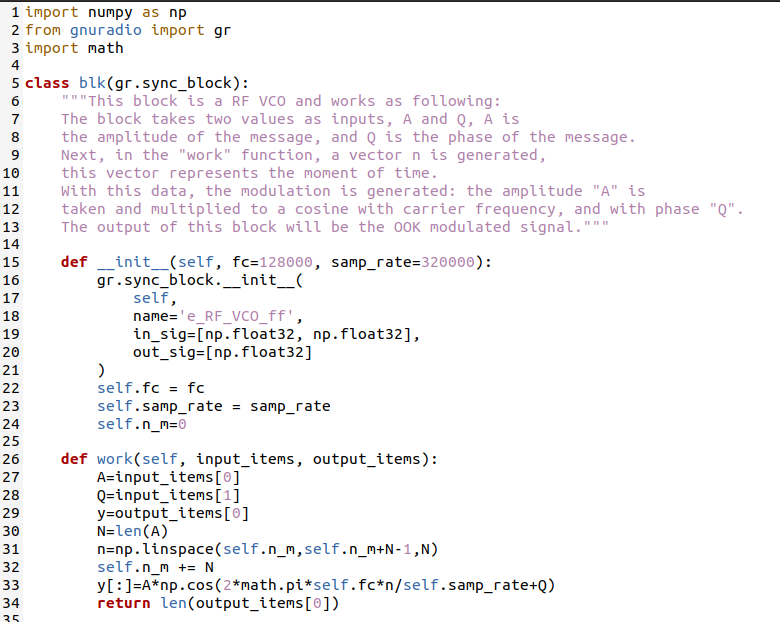 1 import numpy as np
2 from gnuradio import gr
3 import math
4
5 class blk(gr.sync_block):
6     """This block is a RF VCO and works as following:
7     The block takes two values as inputs, A and Q, A is
8     the amplitude of the message, and Q is the phase of the message.
9     Next, in the "work" function, a vector n is generated,
10     this vector represents the moment of time.
11     With this data, the modulation is generated: the amplitude "A" is
12     taken and multiplied to a cosine with carrier frequency, and with phase "Q".
13     The output of this block will be the OOK modulated signal."""
14
15     def __init__(self, fc=128000, samp_rate=320000):
16         gr.sync_block.__init__(
17             self,
18             name='e_RF_VCO_ff',
19             in_sig=[np.float32, np.float32],
20             out_sig=[np.float32]
21         )
22         self.fc = fc
23         self.samp_rate = samp_rate
24         self.n_m=0
25
26     def work(self, input_items, output_items):
27         A=input_items[0]
28         Q=input_items[1]
29         y=output_items[0]
30         N=len(A)
31         n=np.linspace(self.n_m,self.n_m+N-1,N)
32         self.n_m += N
33         y[:]=A*np.cos(2*math.pi*self.fc*n/self.samp_rate+Q)
34         return len(output_items[0])
35